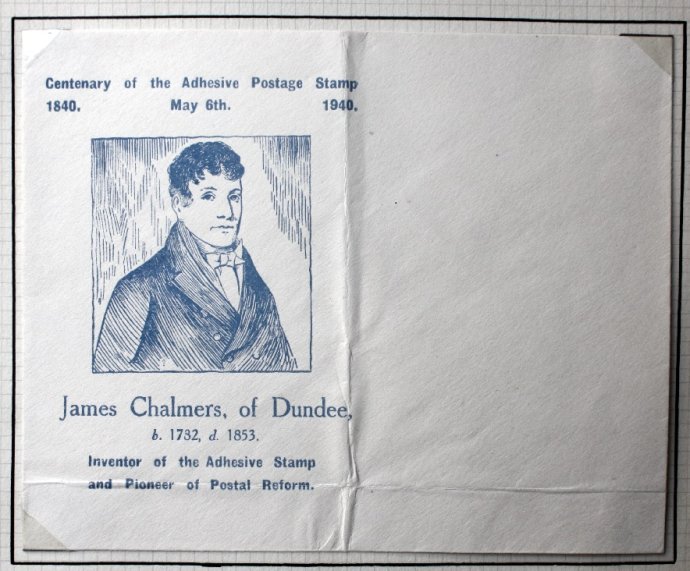 Centenary of the Adhesive Postage Stamp
1840. May 6th. 1940.
James Chalmers, of Dundee,
b. 1782, d. 1853.
Inventor of the Adhesive Stamp
and Pioneer of Postal Reform.